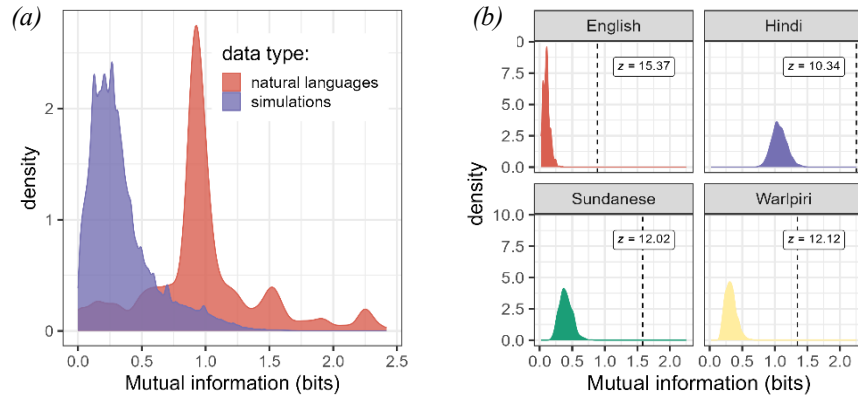 (a)
data type:
natural languages
simulations
density
2
1
0
0.0 0.5 1.0 1.5 2.0 2.5
Mutual information (bits)
(b)
English Hindi
0
7.5
5.0
2.5
0.0
z = 15.37
z = 10.34
density
Sundanese Warlpiri
10.0
7.5
5.0
2.5
0.0
z = 12.02
z = 12.12
0.0 0.5 1.0 1.5 2.0 0.0 0.5 1.0 1.5 2.0
Mutual information (bits)